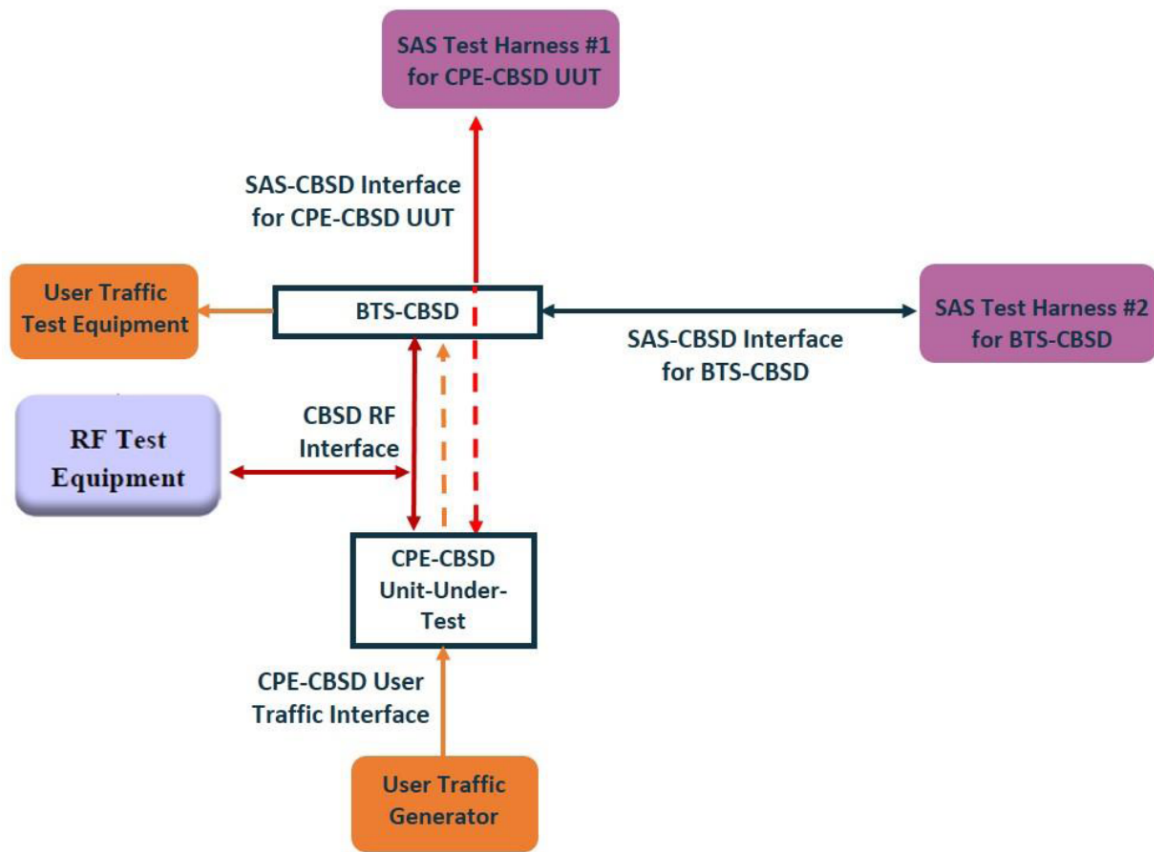 SAS Test Harness #1
for CPE-CBSD UUT
SAS-CBSD Interface
for CPE-CBSD UUT
User Traffic
Test Equipment
BTS-CBSD
SAS Test Harness #2
for BTS-CBSD
SAS-CBSD Interface
for BTS-CBSD
RF Test
Equipment
CBSD RF
Interface
CPE-CBSD
Unit-Under-
Test
CPE-CBSD User
Traffic Interface
User Traffic
Generator